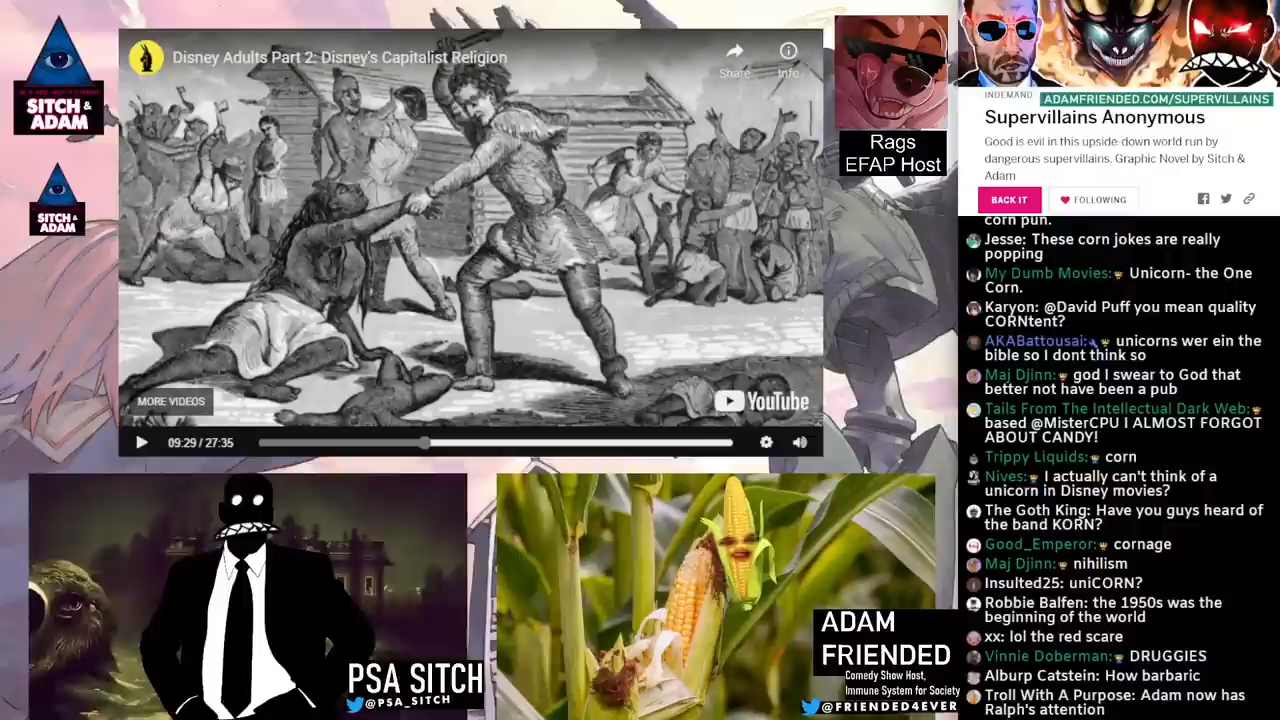 SITCH &
ADAM
SITCH &
ADAM
Disney Adults Part 2: Disney's Capitalist Religion
Share
Info
MORE VIDEOS
YouTube
09:29 / 27:35
Rags
EFAP Host
INDEMAND
ADAMFRIENDED.COM/SUPERVILLAINS
Supervillains Anonymous
Good is evil in this upside-down world run by
dangerous supervillains. Graphic Novel by Sitch &
Adam
BACK IT
FOLLOWING
corn pun.
Jesse: These corn jokes are really
popping
My Dumb Movies: Unicorn- the One
Corn.
Karyon: @David Puff you mean quality
CORNtent?
AKABattousai: unicorns wer ein the
bible so I dont think so
Maj Djinn: god I swear to God that
better not have been a pub
Tails From The Intellectual Dark Web:
based @MisterCPU I ALMOST FORGOT
ABOUT CANDY!
Trippy Liquids: corn
Nives: I actually can't think of a
unicorn in Disney movies?
The Goth King: Have you guys heard of
the band KORN?
Good_Emperor: cornage
Maj Djinn: nihilism
Insulted25: uniCORN?
Robbie Balfen: the 1950s was the
beginning of the world
xx: lol the red scare
Vinnie Doberman: DRUGGIES
Alburp Catstein: How barbaric
Troll With A Purpose: Adam now has
Ralph's attention
PSA SITCH
@PSA_SITCH
ADAM
FRIENDED
Comedy Show Host,
Immune System for Society
@FRIENDED4EVER